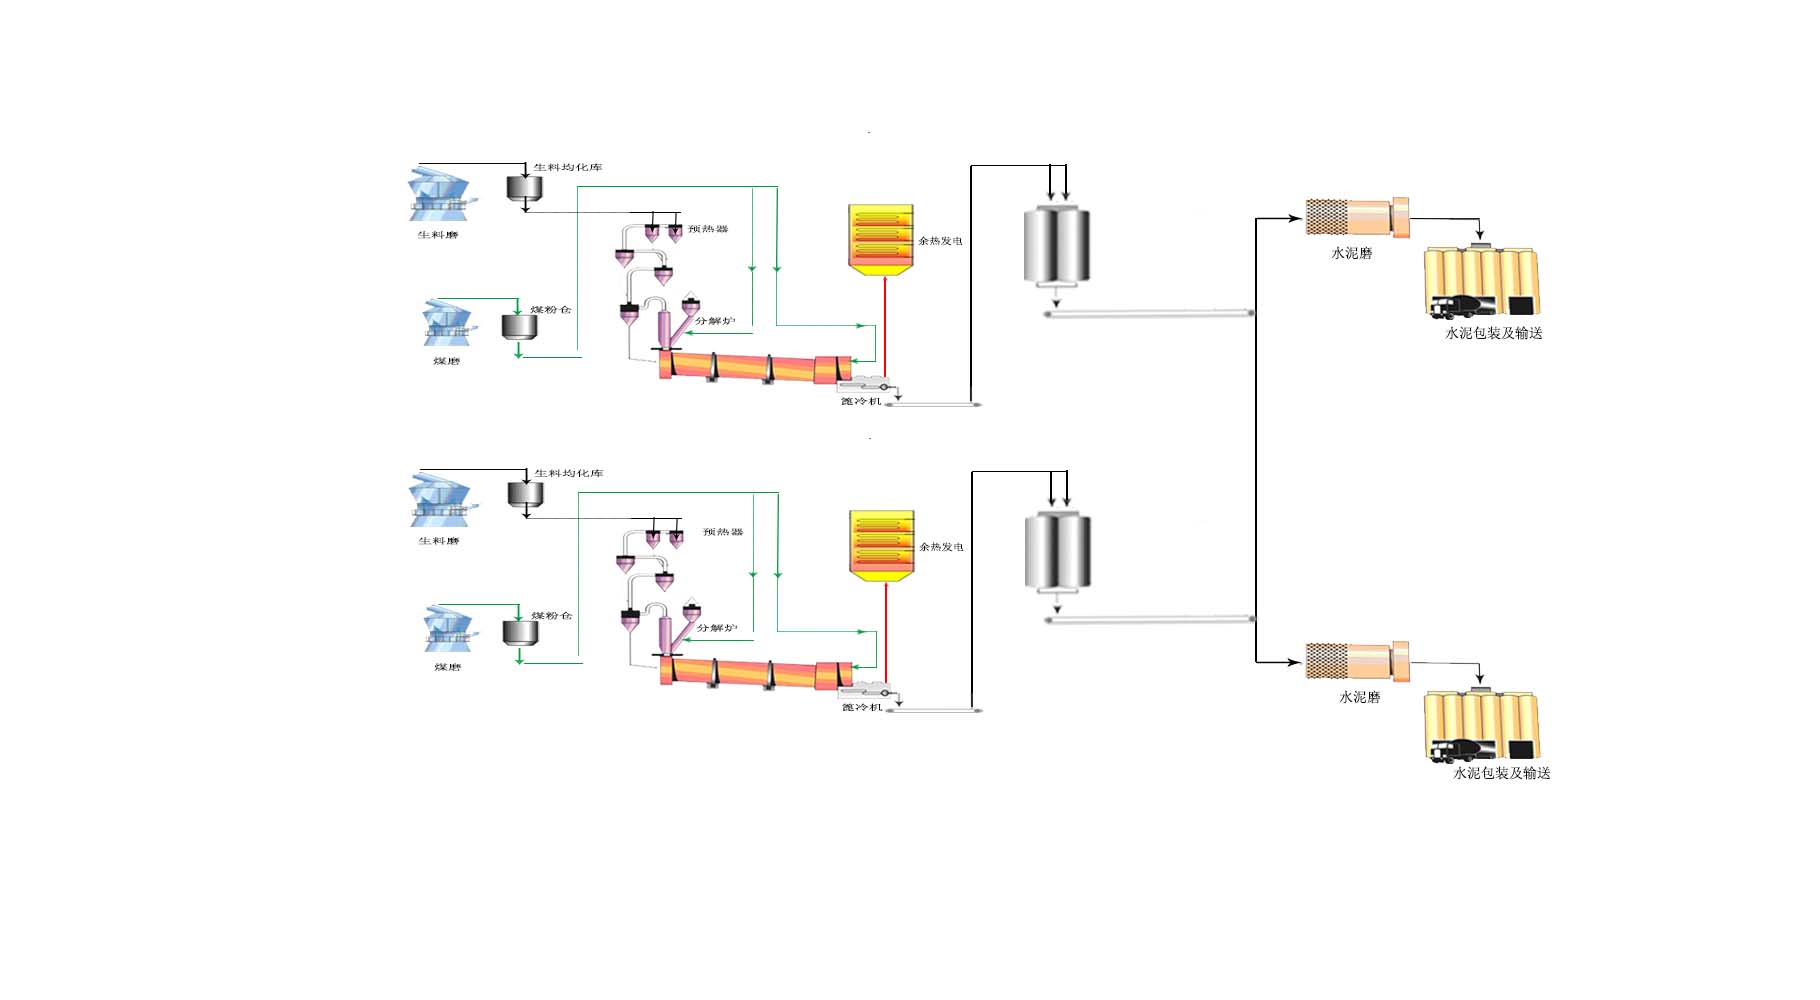 生料均化库
生料磨
预热器
余热发电
水泥磨
煤粉仓
分解炉
水泥包装及输送
煤磨
篦冷机
生料均化库
生料磨
预热器
余热发电
煤粉仓
分解炉
煤磨
水泥磨
篦冷机
水泥包装及输送